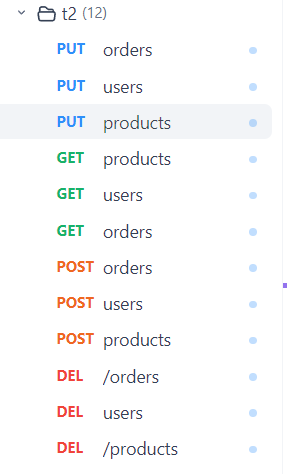 t2 (12)
PUT orders
PUT users
PUT products
GET products
GET users
GET orders
POST orders
POST users
POST products
DEL /orders
DEL users
DEL /products